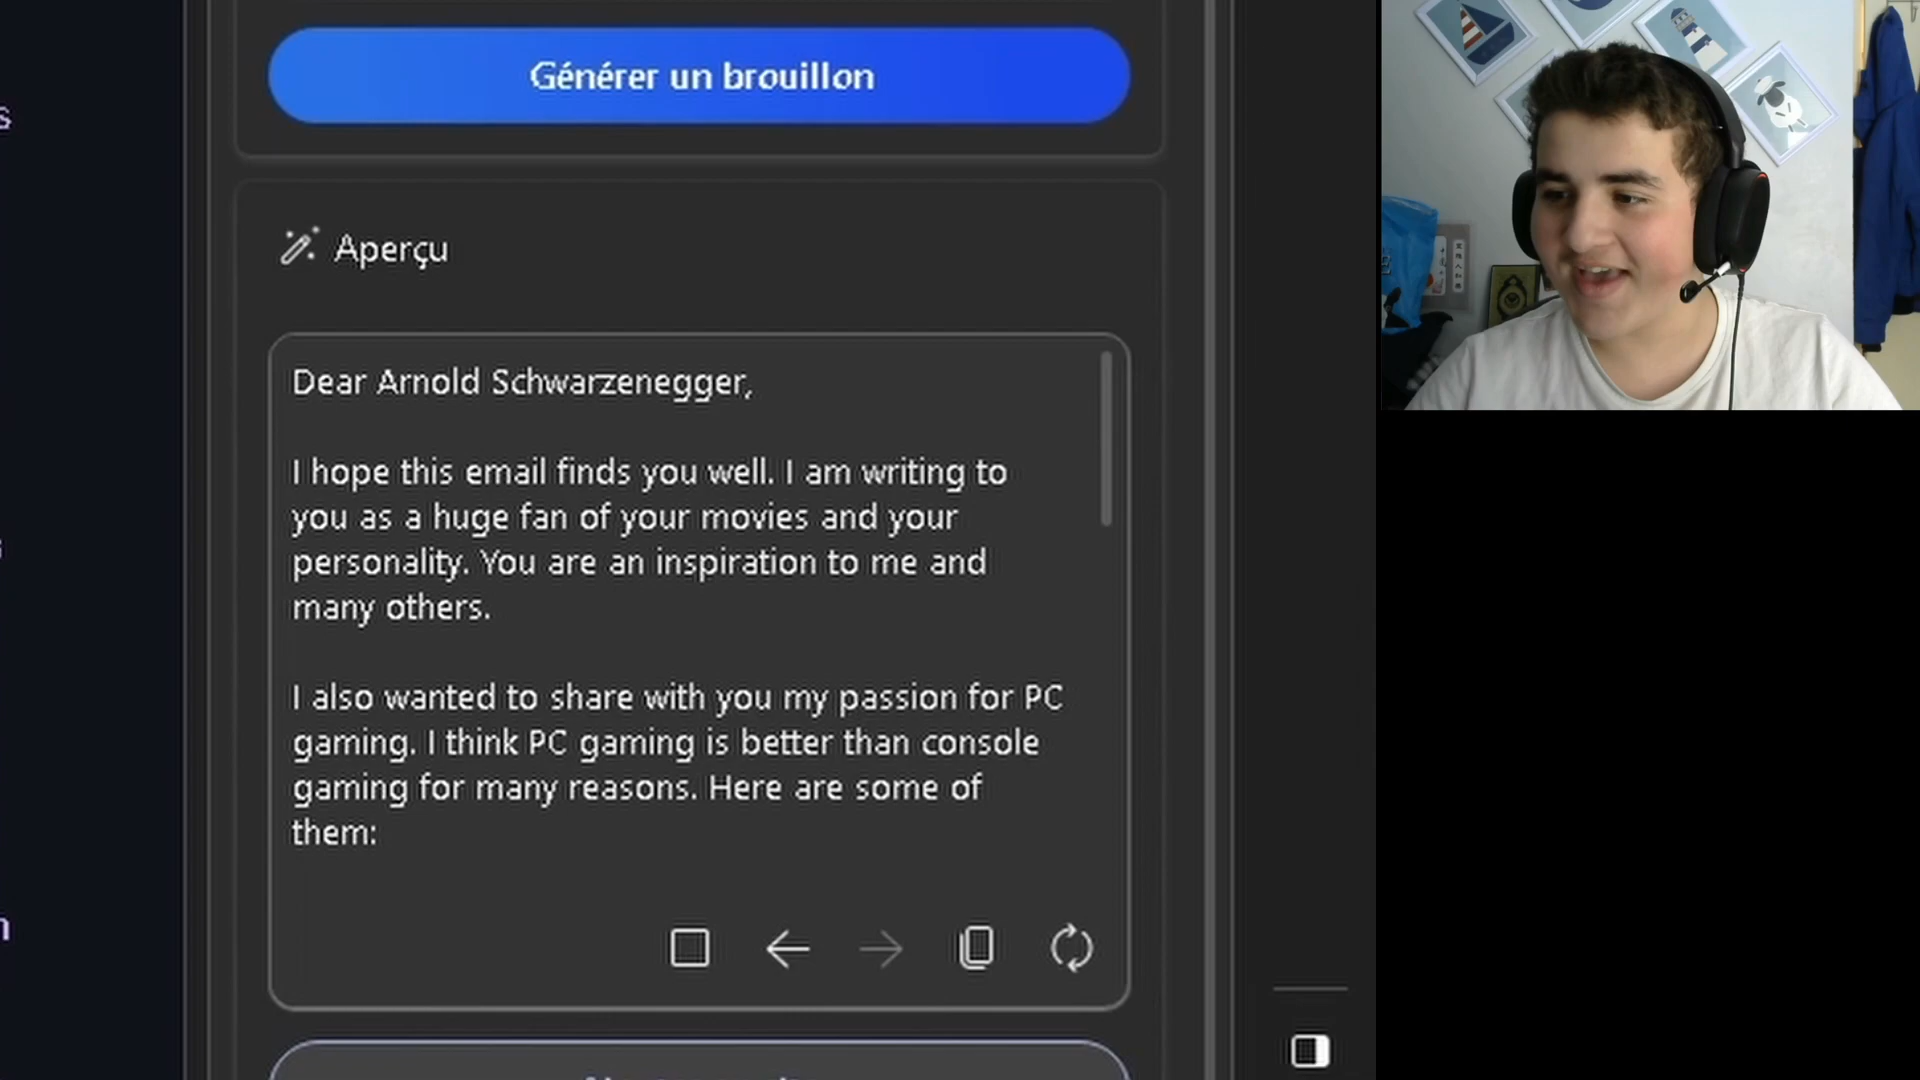 Générer un brouillon
Aperçu
Dear Arnold Schwarzenegger,
I hope this email finds you well. I am writing to
you as a huge fan of your movies and your
personality. You are an inspiration to me and
many others.
I also wanted to share with you my passion for PC
gaming. I think PC gaming is better than console
gaming for many reasons. Here are some of
them: